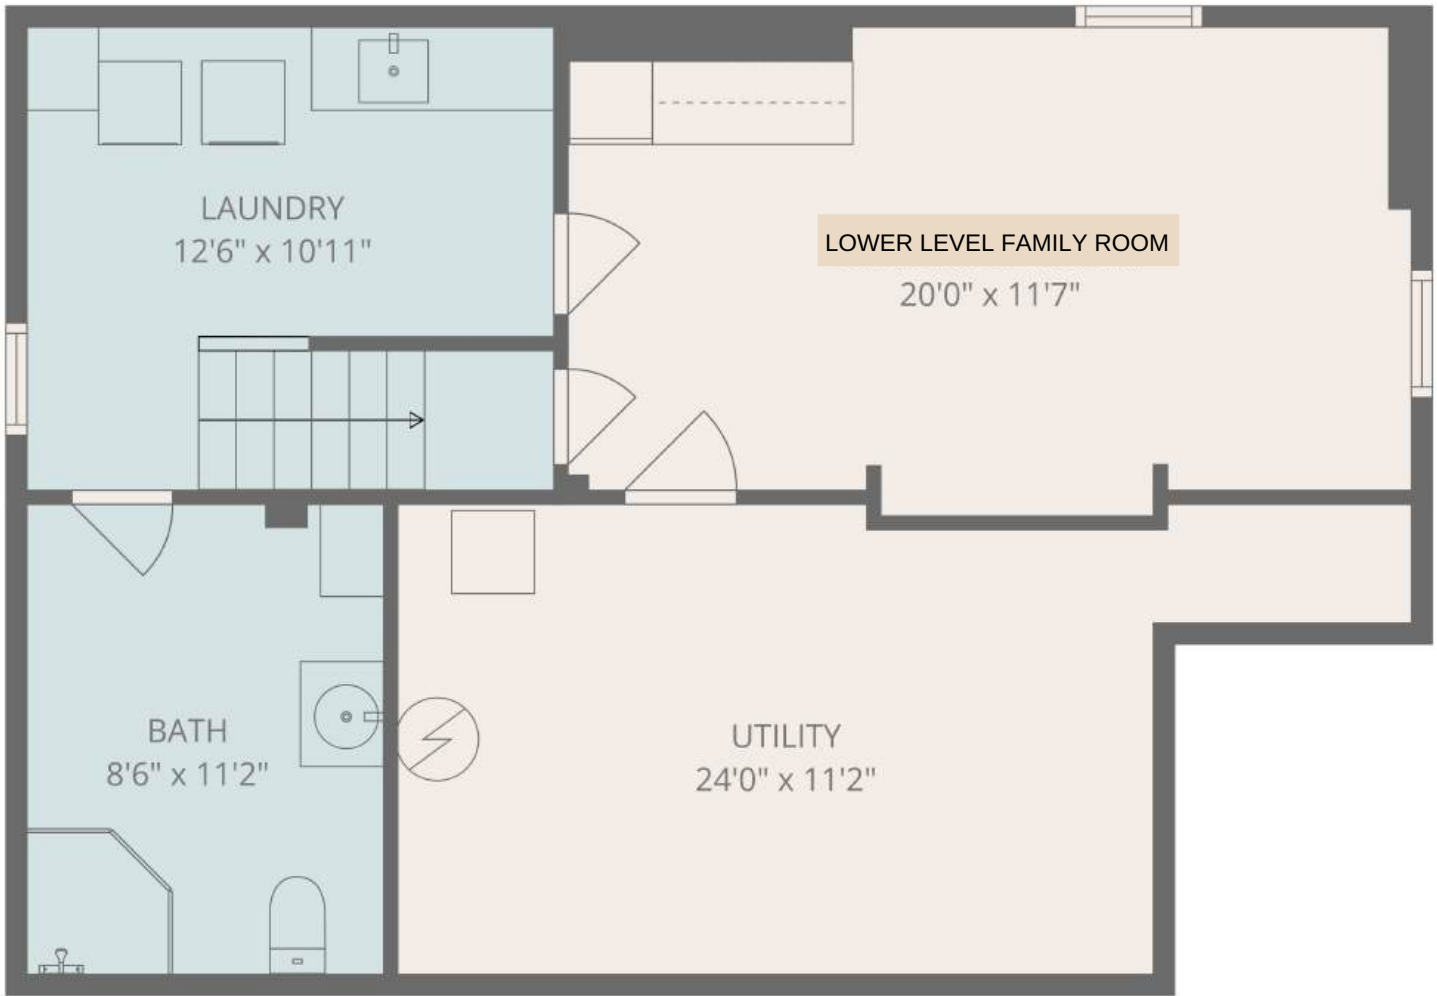 LAUNDRY
12'6" x 10'11"
LOWER LEVEL FAMILY ROOM
20'0" x 11'7"
BATH
8'6" x 11'2"
UTILITY
24'0" x 11'2"